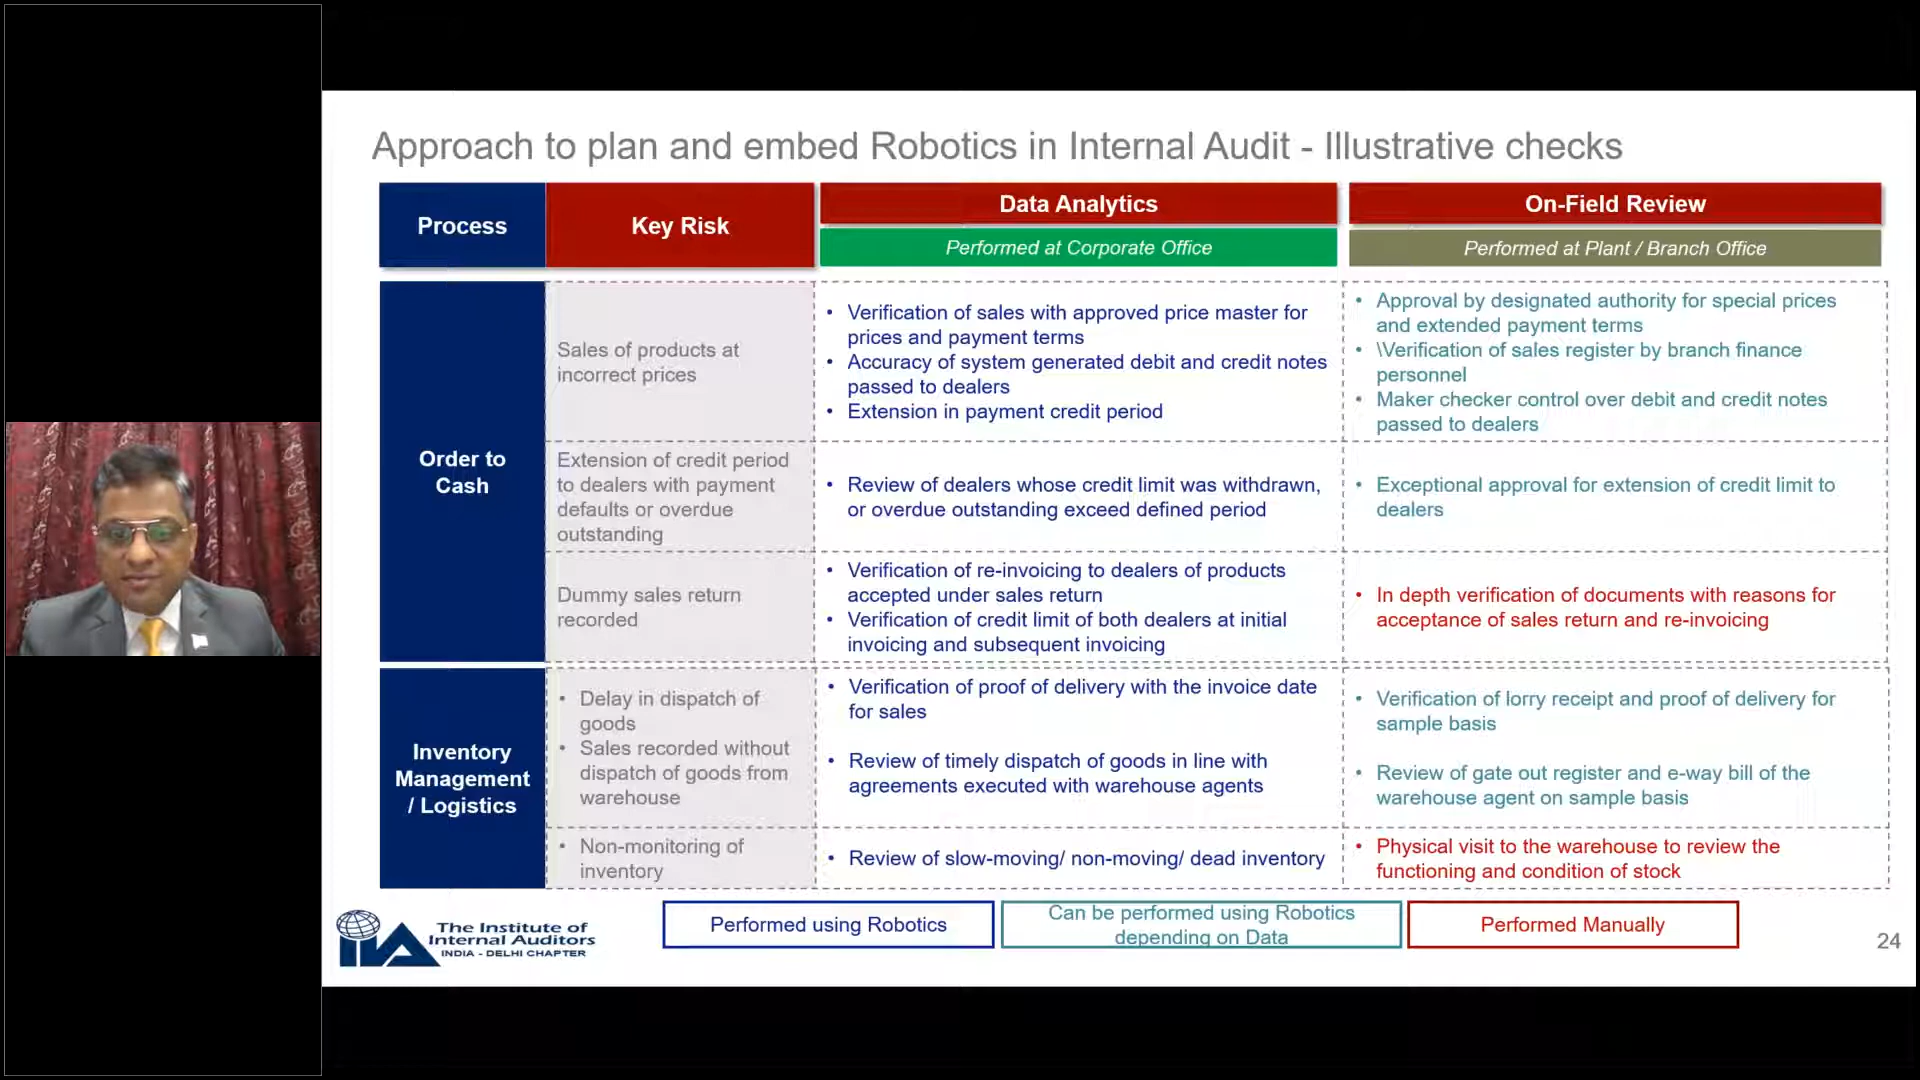 Approach to plan and embed Robotics in Internal Audit - Illustrative checks
Process
Key Risk
Data Analytics
Performed at Corporate Office
On-Field Review
Performed at Plant / Branch Office
Order to
Cash
Sales of products at
incorrect prices
• Verification of sales with approved price master for
prices and payment terms
• Accuracy of system generated debit and credit notes
passed to dealers
• Extension in payment credit period
• Approval by designated authority for special prices
and extended payment terms
• \Verification of sales register by branch finance
personnel
• Maker checker control over debit and credit notes
passed to dealers
Extension of credit period
to dealers with payment
defaults or overdue
outstanding
• Review of dealers whose credit limit was withdrawn,
or overdue outstanding exceed defined period
• Exceptional approval for extension of credit limit to
dealers
Dummy sales return
recorded
• Verification of re-invoicing to dealers of products
accepted under sales return
• Verification of credit limit of both dealers at initial
invoicing and subsequent invoicing
• In depth verification of documents with reasons for
acceptance of sales return and re-invoicing
Inventory
Management
/ Logistics
• Delay in dispatch of
goods
• Sales recorded without
dispatch of goods from
warehouse
• Verification of proof of delivery with the invoice date
for sales
• Review of timely dispatch of goods in line with
agreements executed with warehouse agents
• Verification of lorry receipt and proof of delivery for
sample basis
• Review of gate out register and e-way bill of the
warehouse agent on sample basis
• Non-monitoring of
inventory
• Review of slow-moving/ non-moving/ dead inventory
• Physical visit to the warehouse to review the
functioning and condition of stock
IIA
The Institute of
Internal Auditors
INDIA - DELHI CHAPTER
Performed using Robotics
Can be performed using Robotics
depending on Data
Performed Manually
24